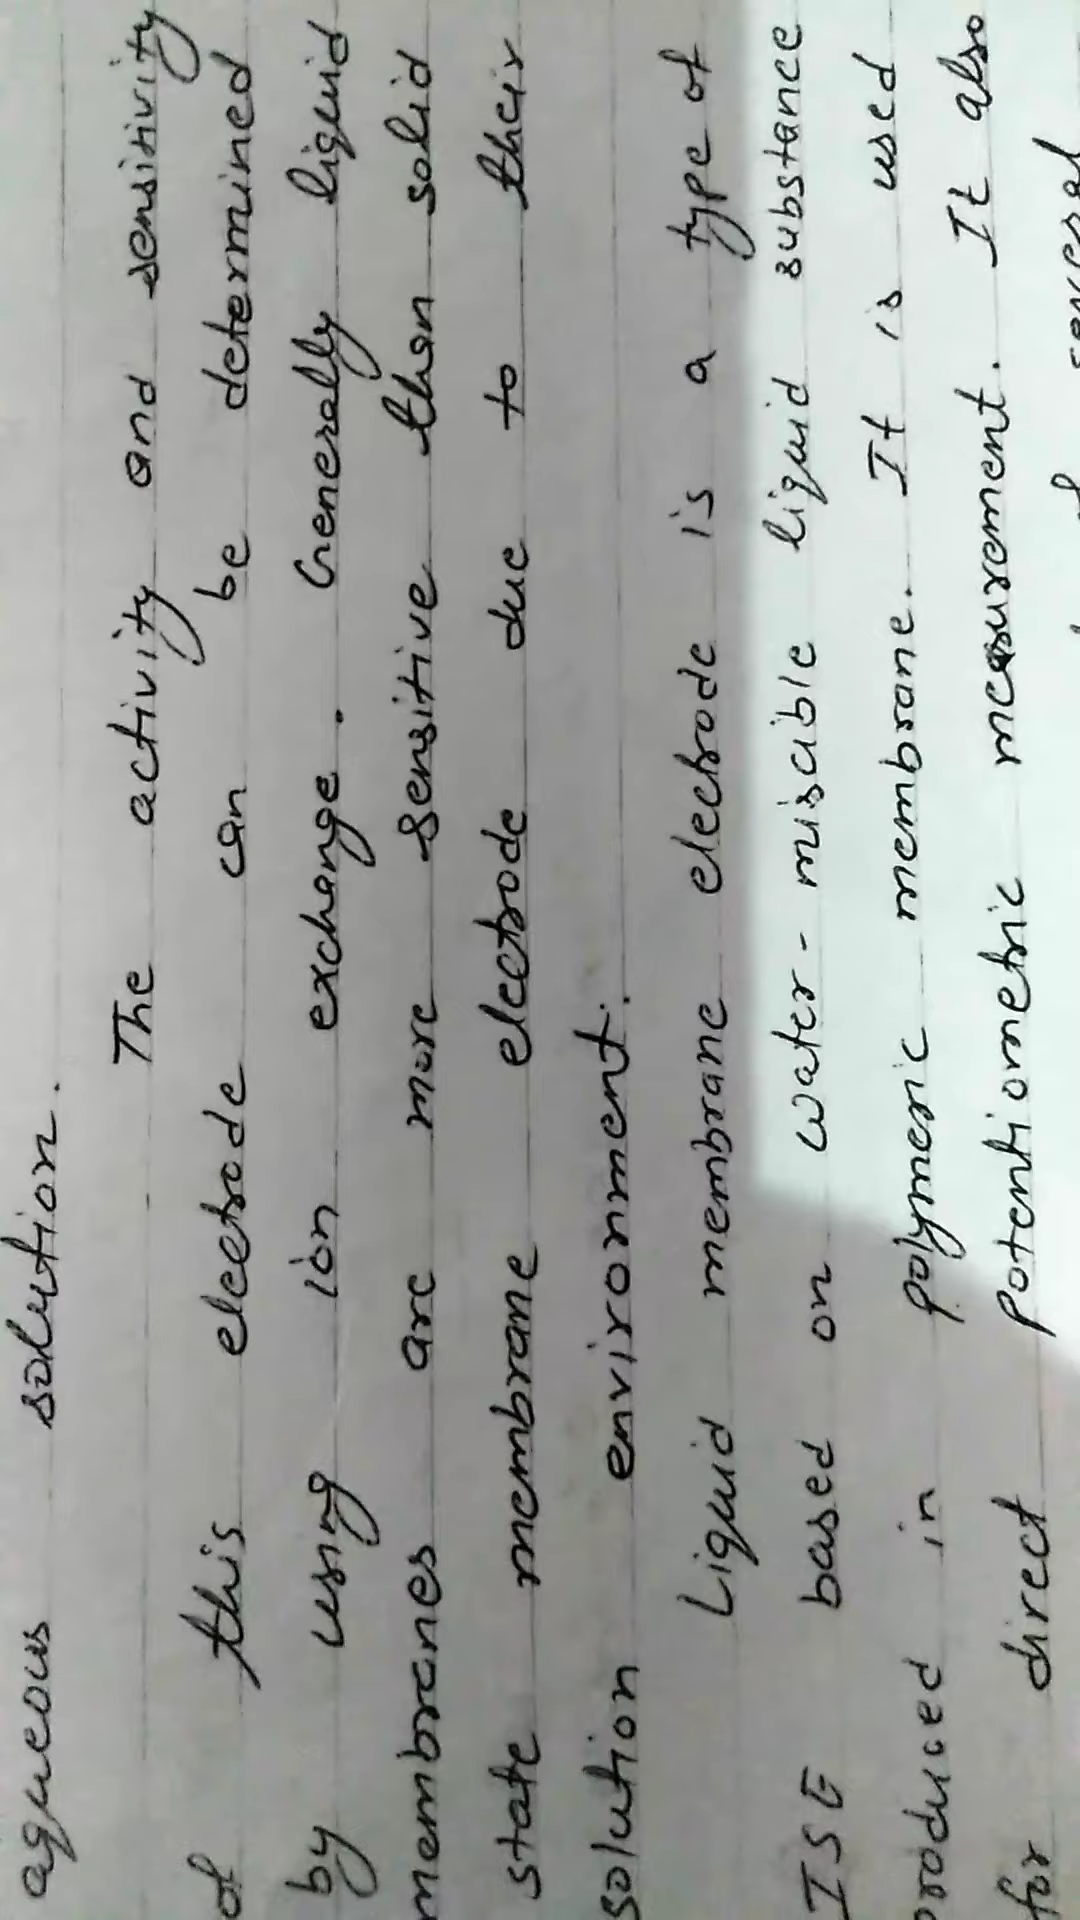 aqueous solution.
The activity and sensitivity
of this electrode can be determined
by using ion exchange. Generally liquid
membranes are more sensitive than solid
state membrane electrode due to their
solution environment.
Liquid membrane electrode is a type of
ISE based on water-miscible liquid substance
produced in polymeric membrane. It is used
for direct potentiometric measurement. It also